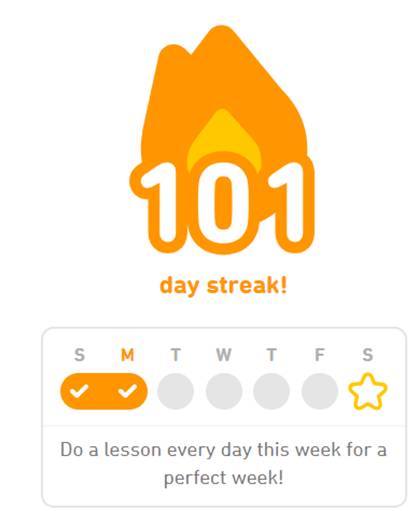 101
day streak!
S M T W T F S
Do a lesson every day this week for a
perfect week!